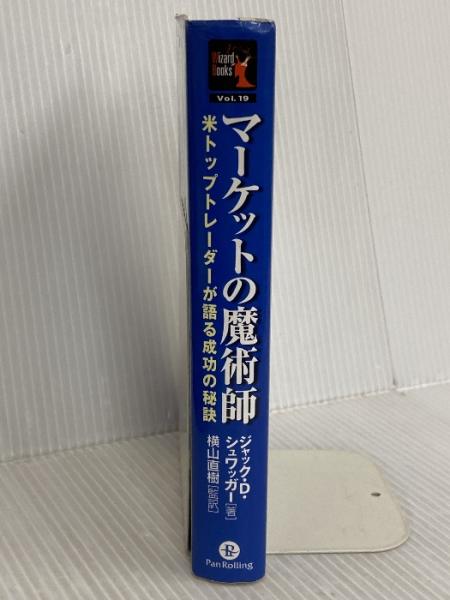 Wizard
Books
Vol.19
マーケットの魔術師
米トップトレーダーが語る成功の秘訣
ジャック・D・
シュワッガー[著]
横山直樹[監訳]
PanRolling